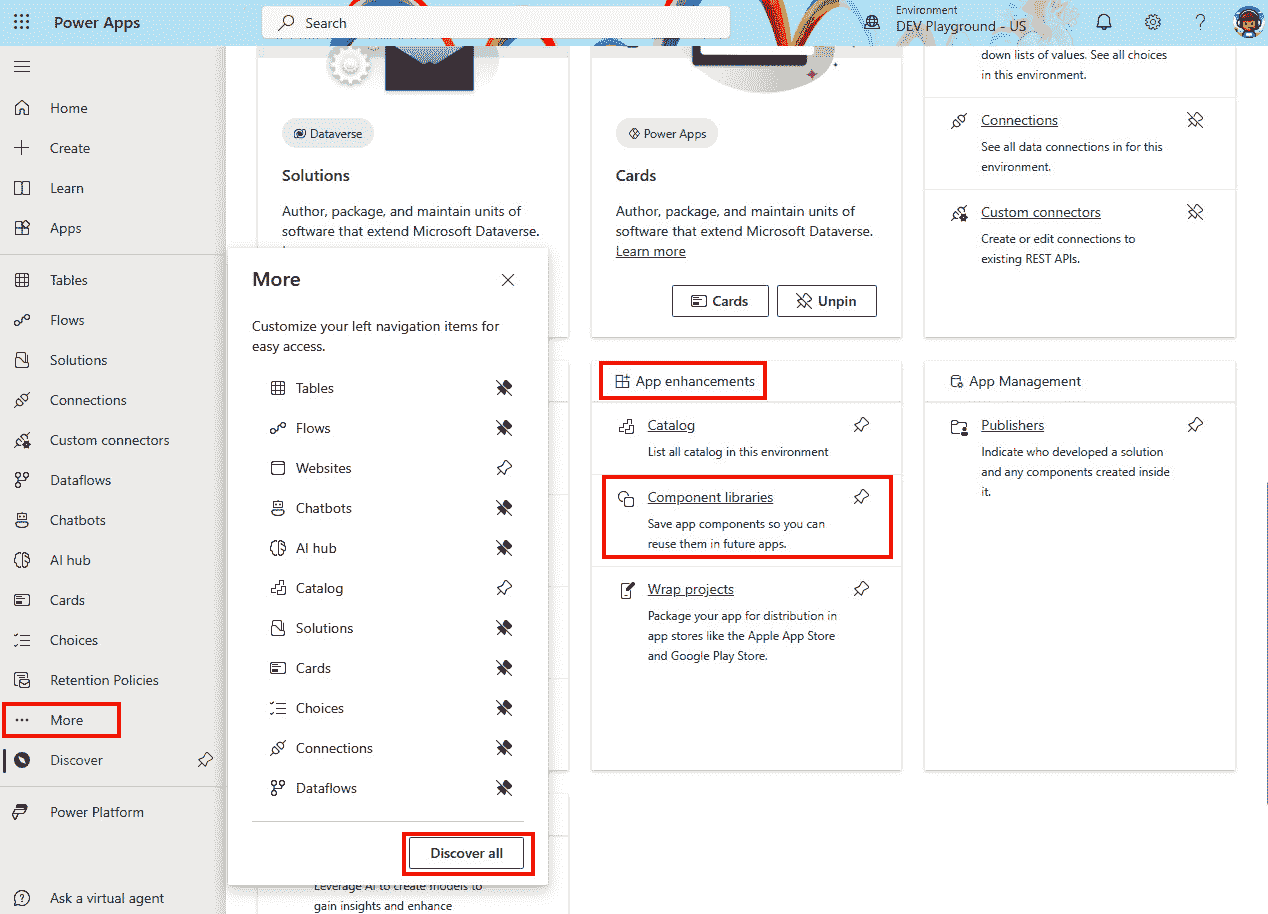 Power Apps
Search
Environment
DEV Playground - US
Home
Create
Learn
Apps
Tables
Flows
Solutions
Connections
Custom connectors
Dataflows
Chatbots
AI hub
Cards
Choices
Retention Policies
More
Discover
Power Platform
Ask a virtual agent
Dataverse
Solutions
Author, package, and maintain units of
software that extend Microsoft Dataverse.
More
Customize your left navigation items for
easy access.
Tables
Flows
Websites
Chatbots
AI hub
Catalog
Solutions
Cards
Choices
Connections
Dataflows
Discover all
Leverage AI to create models to
gain insights and enhance
Power Apps
Cards
Author, package, and maintain units of
software that extend Microsoft Dataverse.
Learn more
Cards
Unpin
App enhancements
Catalog
List all catalog in this environment
Component libraries
Save app components so you can
reuse them in future apps.
Wrap projects
Package your app for distribution in
app stores like the Apple App Store
and Google Play Store.
down lists of values. See all choices
in this environment.
Connections
See all data connections in for this
environment.
Custom connectors
Create or edit connections to
existing REST APIs.
App Management
Publishers
Indicate who developed a solution
and any components created inside
it.